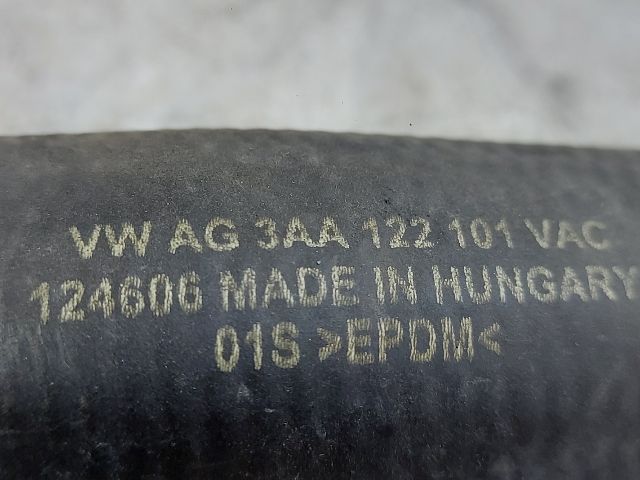 VW AG 3AA 122 101 VAC
124606 MADE IN HUNGARY
01S >EPDM<